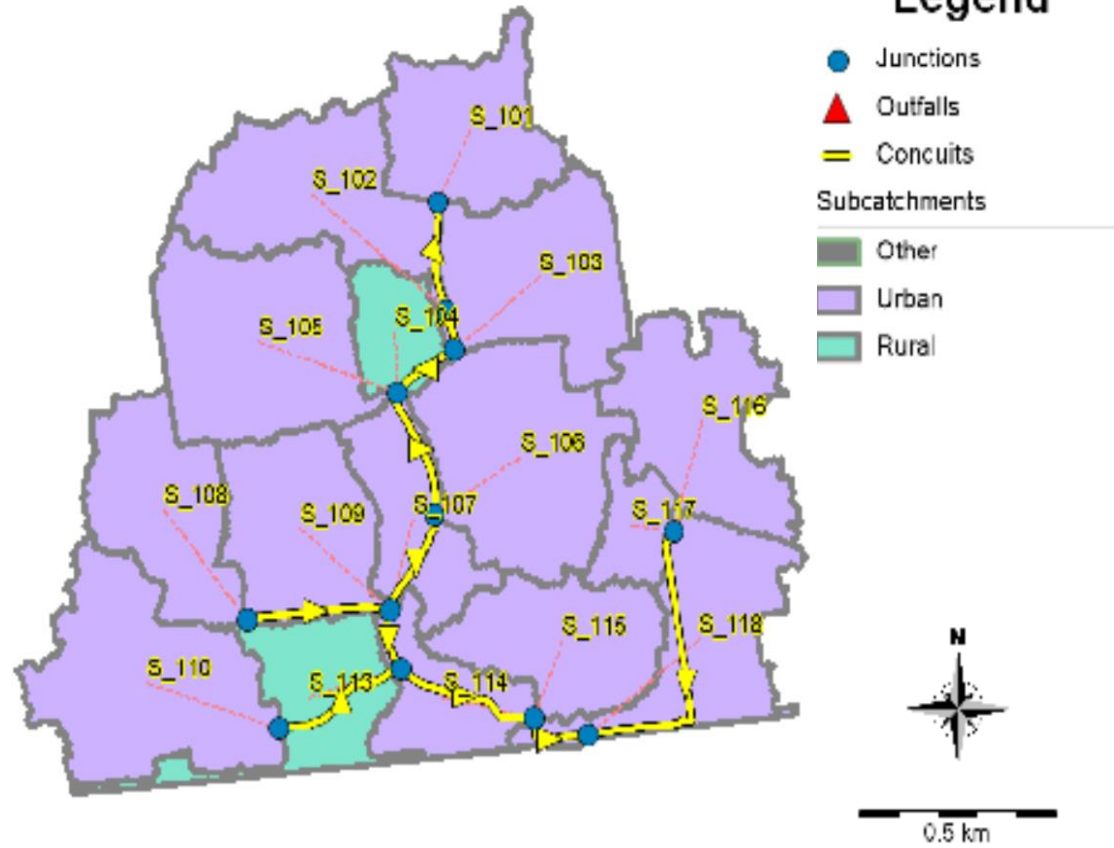 Legend
Junctions
Outfalls
Concuits
Subcatchments
Other
Urban
Rural
S_101
S_102
S_103
S_104
S_105
S_116
S_106
S_108
S_107
S_109
S_117
S_115
S_118
S_110
S_113
S_114
N
0.5 km